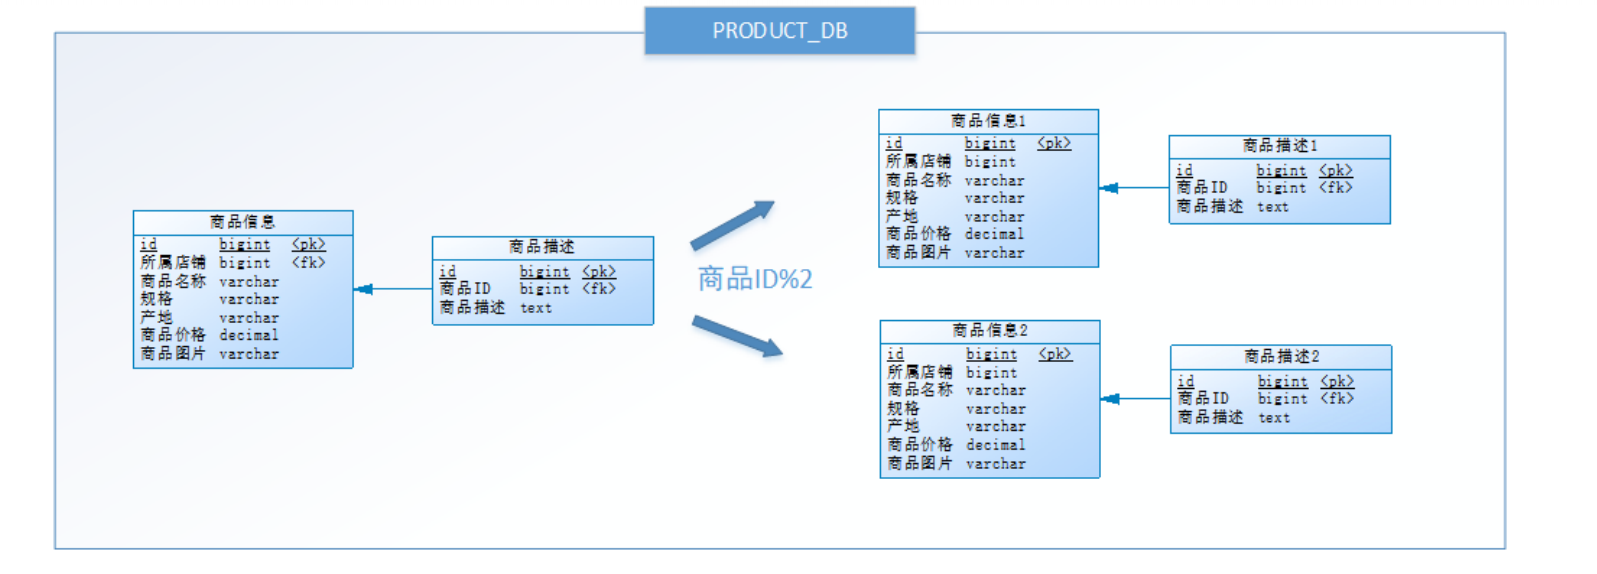 PRODUCT_DB
商品信息
id bigint <pk>
所属店铺 bigint <fk>
商品名称 varchar
规格 varchar
产地 varchar
商品价格 decimal
商品图片 varchar
商品描述
id bigint <pk>
商品ID bigint <fk>
商品描述 text
商品ID%2
商品信息1
id bigint <pk>
所属店铺 bigint
商品名称 varchar
规格 varchar
产地 varchar
商品价格 decimal
商品图片 varchar
商品描述1
id bigint <pk>
商品ID bigint <fk>
商品描述 text
商品信息2
id bigint <pk>
所属店铺 bigint
商品名称 varchar
规格 varchar
产地 varchar
商品价格 decimal
商品图片 varchar
商品描述2
id bigint <pk>
商品ID bigint <fk>
商品描述 text